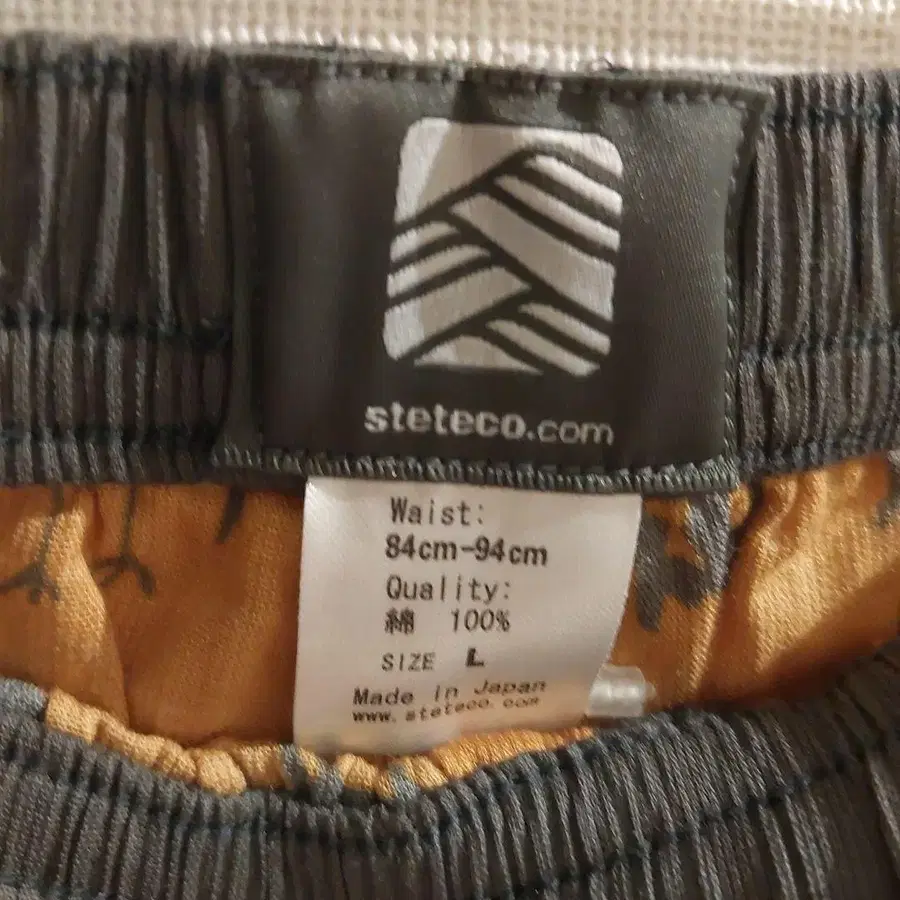 steteco.com
Waist:
84cm-94cm
Quality:
綿 100%
SIZE L
Made in Japan
www.steteco.com